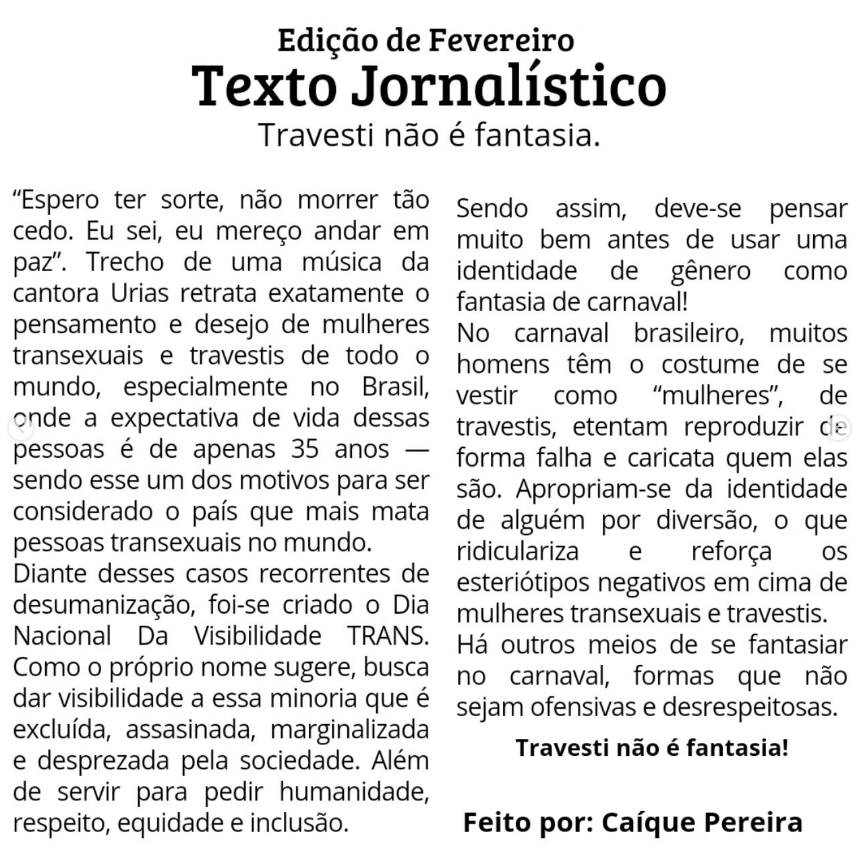 Edição de Fevereiro
Texto Jornalístico
Travesti não é fantasia.
“Espero ter sorte, não morrer tão
cedo. Eu sei, eu mereço andar em
paz”. Trecho de uma música da
cantora Urias retrata exatamente o
pensamento e desejo de mulheres
transexuais e travestis de todo o
mundo, especialmente no Brasil,
onde a expectativa de vida dessas
pessoas é de apenas 35 anos —
sendo esse um dos motivos para ser
considerado o país que mais mata
pessoas transexuais no mundo.
Diante desses casos recorrentes de
desumanização, foi-se criado o Dia
Nacional Da Visibilidade TRANS.
Como o próprio nome sugere, busca
dar visibilidade a essa minoria que é
excluída, assasinada, marginalizada
e desprezada pela sociedade. Além
de servir para pedir humanidade,
respeito, equidade e inclusão.
Sendo assim, deve-se pensar
muito bem antes de usar uma
identidade de gênero como
fantasia de carnaval!
No carnaval brasileiro, muitos
homens têm o costume de se
vestir como “mulheres”, de
travestis, etentam reproduzir de
forma falha e caricata quem elas
são. Apropriam-se da identidade
de alguém por diversão, o que
ridiculariza e reforça os
esteriótipos negativos em cima de
mulheres transexuais e travestis.
Há outros meios de se fantasiar
no carnaval, formas que não
sejam ofensivas e desrespeitosas.
Travesti não é fantasia!
Feito por: Caíque Pereira